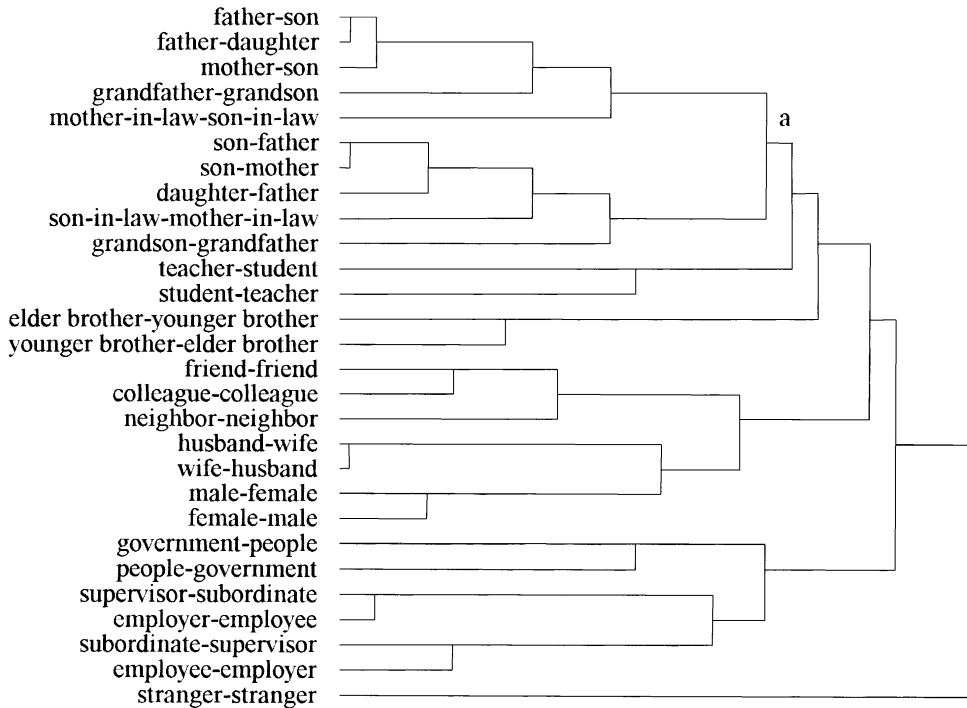 father-son
father-daughter
mother-son
grandfather-grandson
mother-in-law-son-in-law
a
son-father
son-mother
daughter-father
son-in-law-mother-in-law
grandson-grandfather
teacher-student
student-teacher
elder brother-younger brother
younger brother-elder brother
friend-friend
colleague-colleague
neighbor-neighbor
husband-wife
wife-husband
male-female
female-male
government-people
people-government
supervisor-subordinate
employer-employee
subordinate-supervisor
employee-employer
stranger-stranger